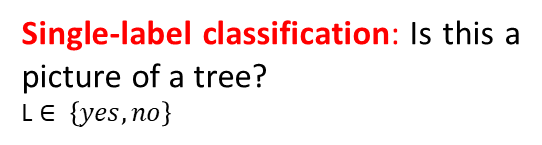 Single-label classification: Is this a
picture of a tree?
L ∈ {yes, no}